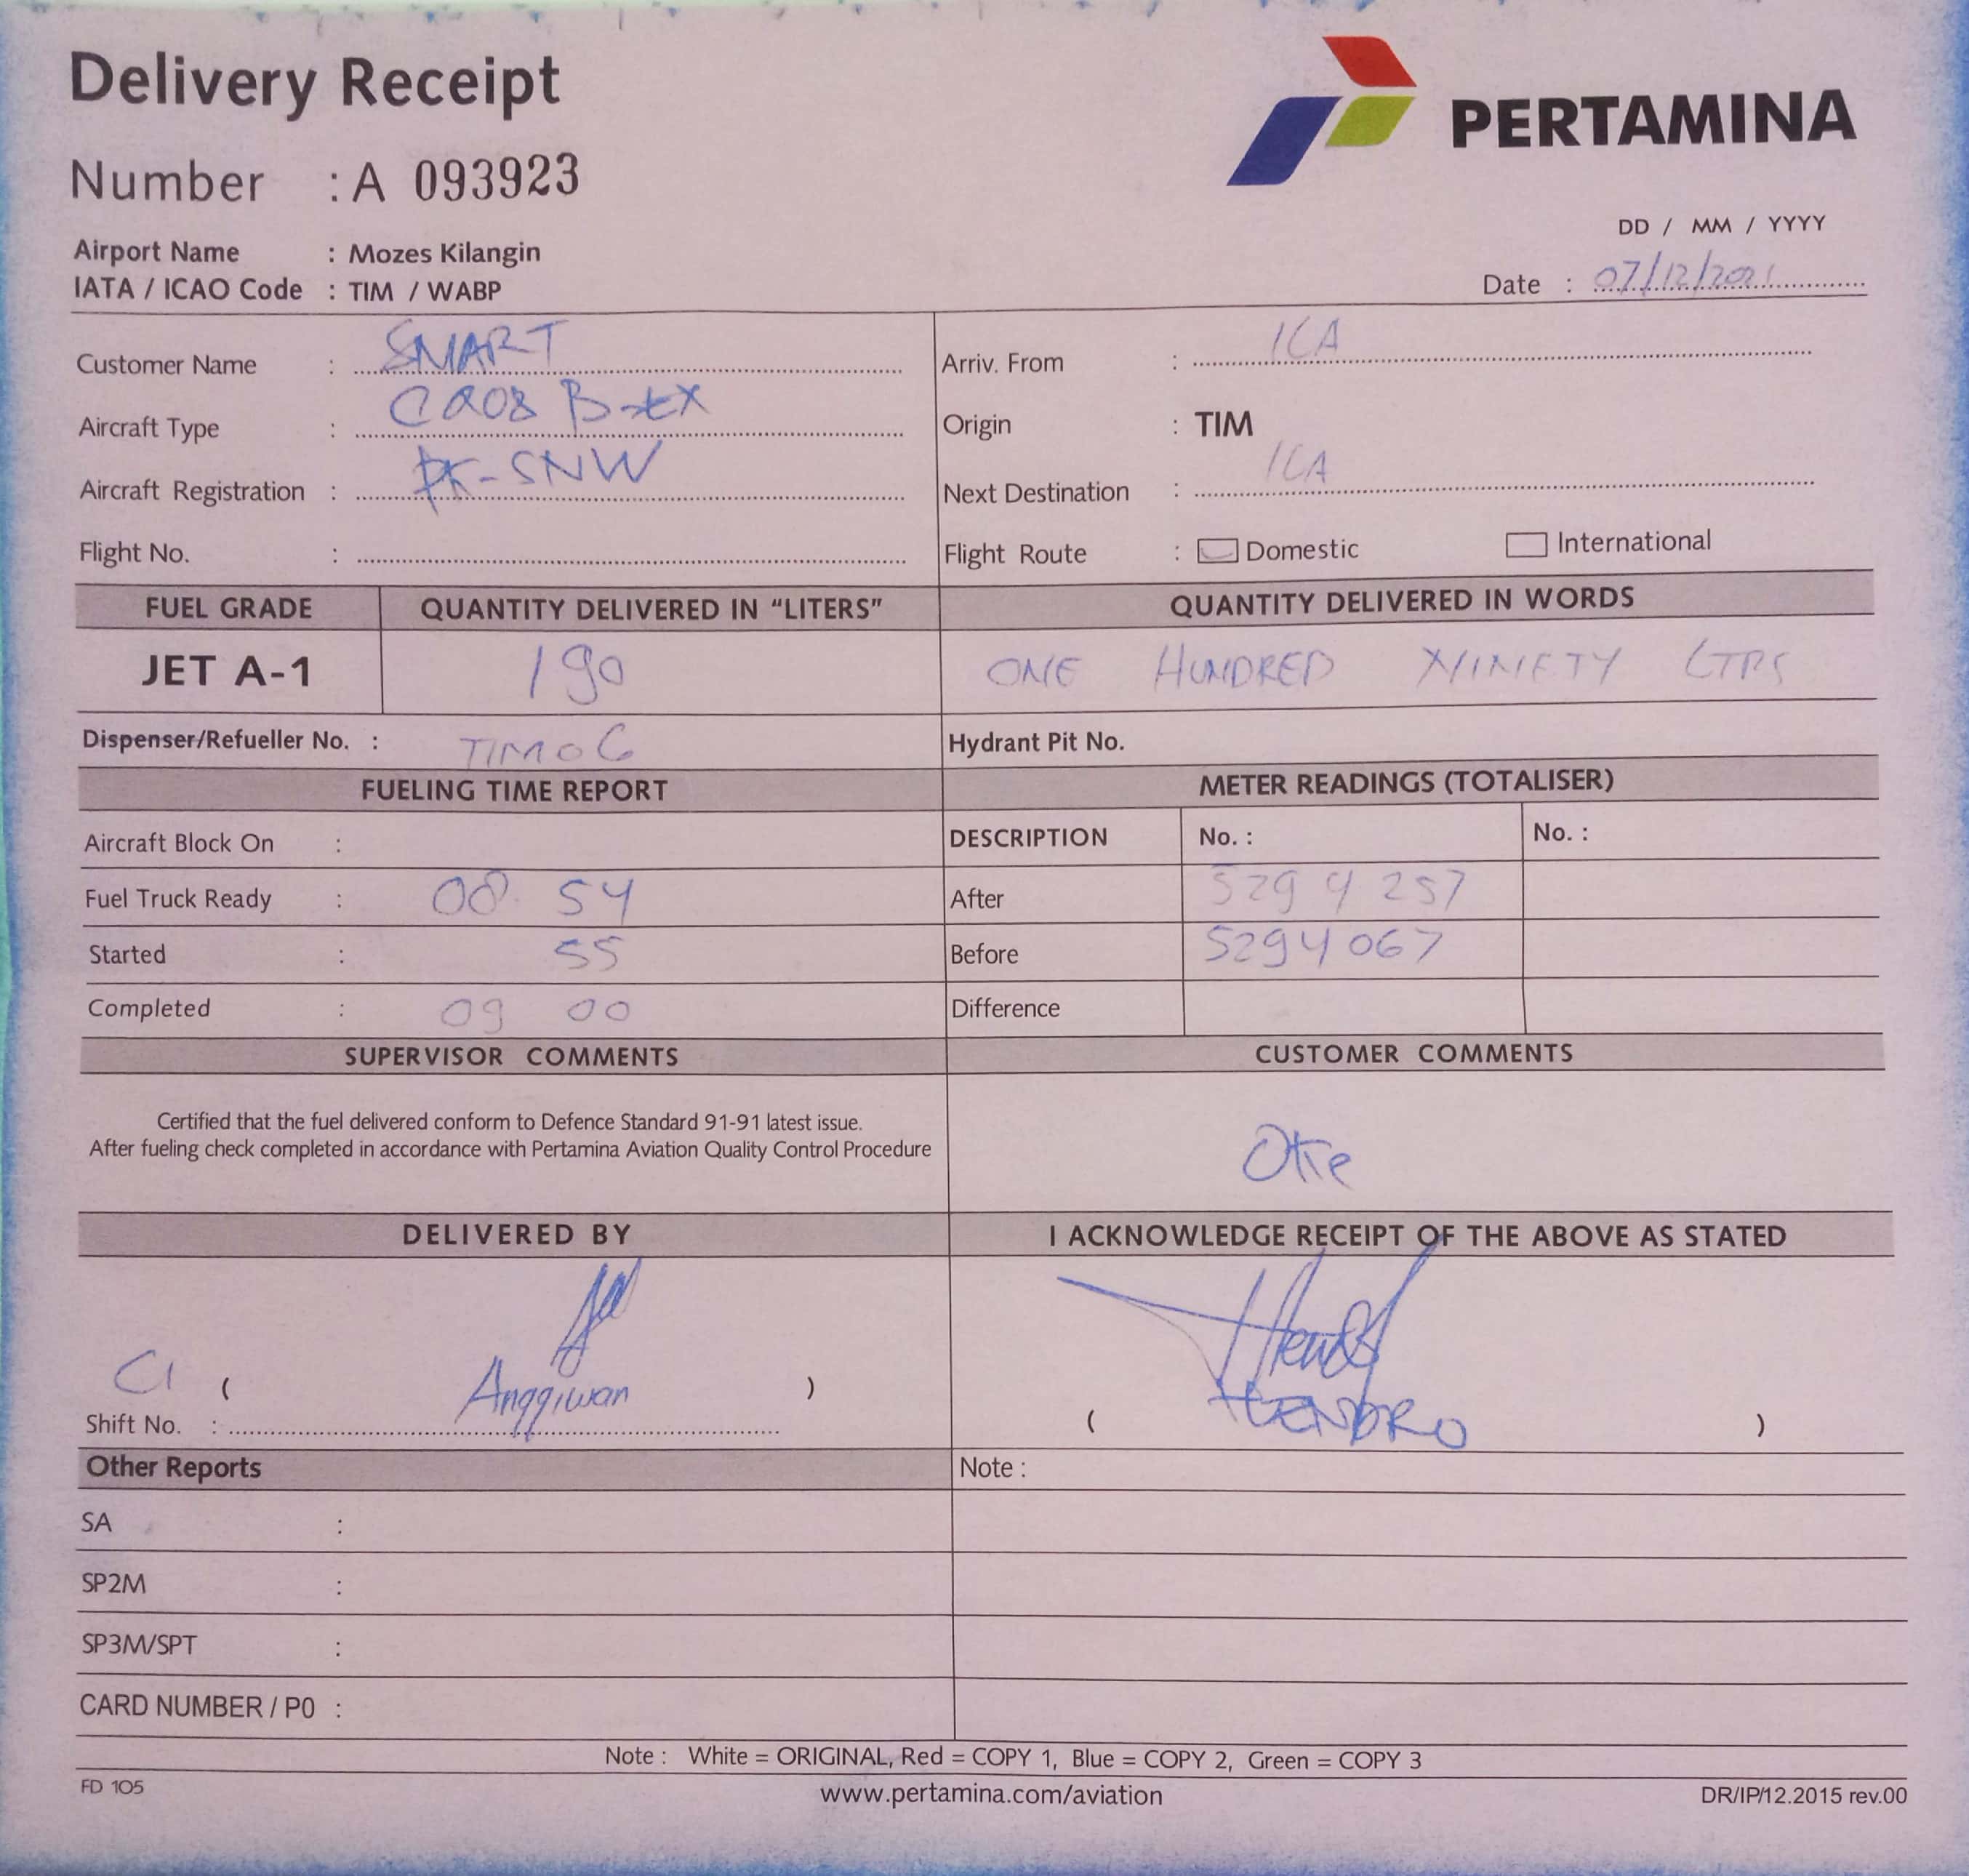 Delivery Receipt
PERTAMINA
Number : A 093923
DD / MM / YYYY
Airport Name : Mozes Kilangin
IATA / ICAO Code : TIM / WABP
Date : 07/12/2021
Customer Name : SMART
Arriv. From : ICA
Aircraft Type : C208 B-EX
Origin : TIM
Aircraft Registration : PK-SNW
Next Destination : ICA
Flight No. :
Flight Route : Domestic International
FUEL GRADE QUANTITY DELIVERED IN “LITERS” QUANTITY DELIVERED IN WORDS
JET A-1 190 ONE HUNDRED NINETY LTRS
Dispenser/Refueller No. : TIM06 Hydrant Pit No.
FUELING TIME REPORT METER READINGS (TOTALISER)
Aircraft Block On : DESCRIPTION No. : No. :
Fuel Truck Ready : 08 54 After 5294257
Started : 55 Before 5294067
Completed : 09 00 Difference
SUPERVISOR COMMENTS CUSTOMER COMMENTS
Certified that the fuel delivered conform to Defence Standard 91-91 latest issue.
After fueling check completed in accordance with Pertamina Aviation Quality Control Procedure
DELIVERED BY I ACKNOWLEDGE RECEIPT OF THE ABOVE AS STATED
C1 ( Anggiwan )
Shift No. :
( HENDRO )
Other Reports Note :
SA :
SP2M :
SP3M/SPT :
CARD NUMBER / P0 :
Note : White = ORIGINAL, Red = COPY 1, Blue = COPY 2, Green = COPY 3
FD 105 www.pertamina.com/aviation DR/IP/12.2015 rev.00